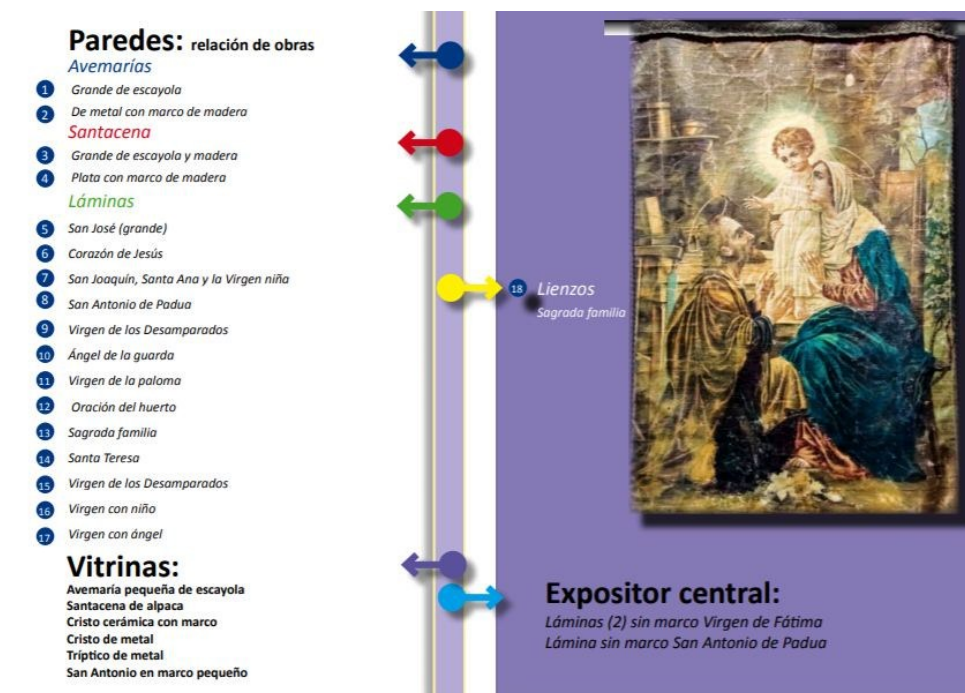 Paredes: relación de obras
Avemarías
1 Grande de escayola
2 De metal con marco de madera
Santacena
3 Grande de escayola y madera
4 Plata con marco de madera
Láminas
5 San José (grande)
6 Corazón de Jesús
7 San Joaquín, Santa Ana y la Virgen niña
8 San Antonio de Padua
9 Virgen de los Desamparados
10 Ángel de la guarda
11 Virgen de la paloma
12 Oración del huerto
13 Sagrada familia
14 Santa Teresa
15 Virgen de los Desamparados
16 Virgen con niño
17 Virgen con ángel
Vitrinas:
Avemaría pequeña de escayola
Santacena de alpaca
Cristo cerámica con marco
Cristo de metal
Tríptico de metal
San Antonio en marco pequeño
18 Lienzos
Sagrada familia
Expositor central:
Láminas (2) sin marco Virgen de Fátima
Lámina sin marco San Antonio de Padua